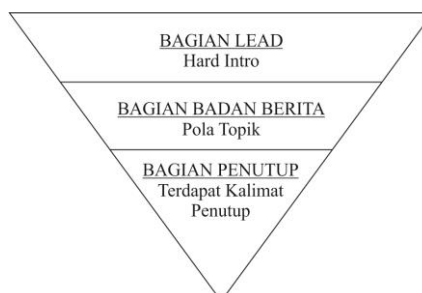 BAGIAN LEAD
Hard Intro
BAGIAN BADAN BERITA
Pola Topik
BAGIAN PENUTUP
Terdapat Kalimat
Penutup